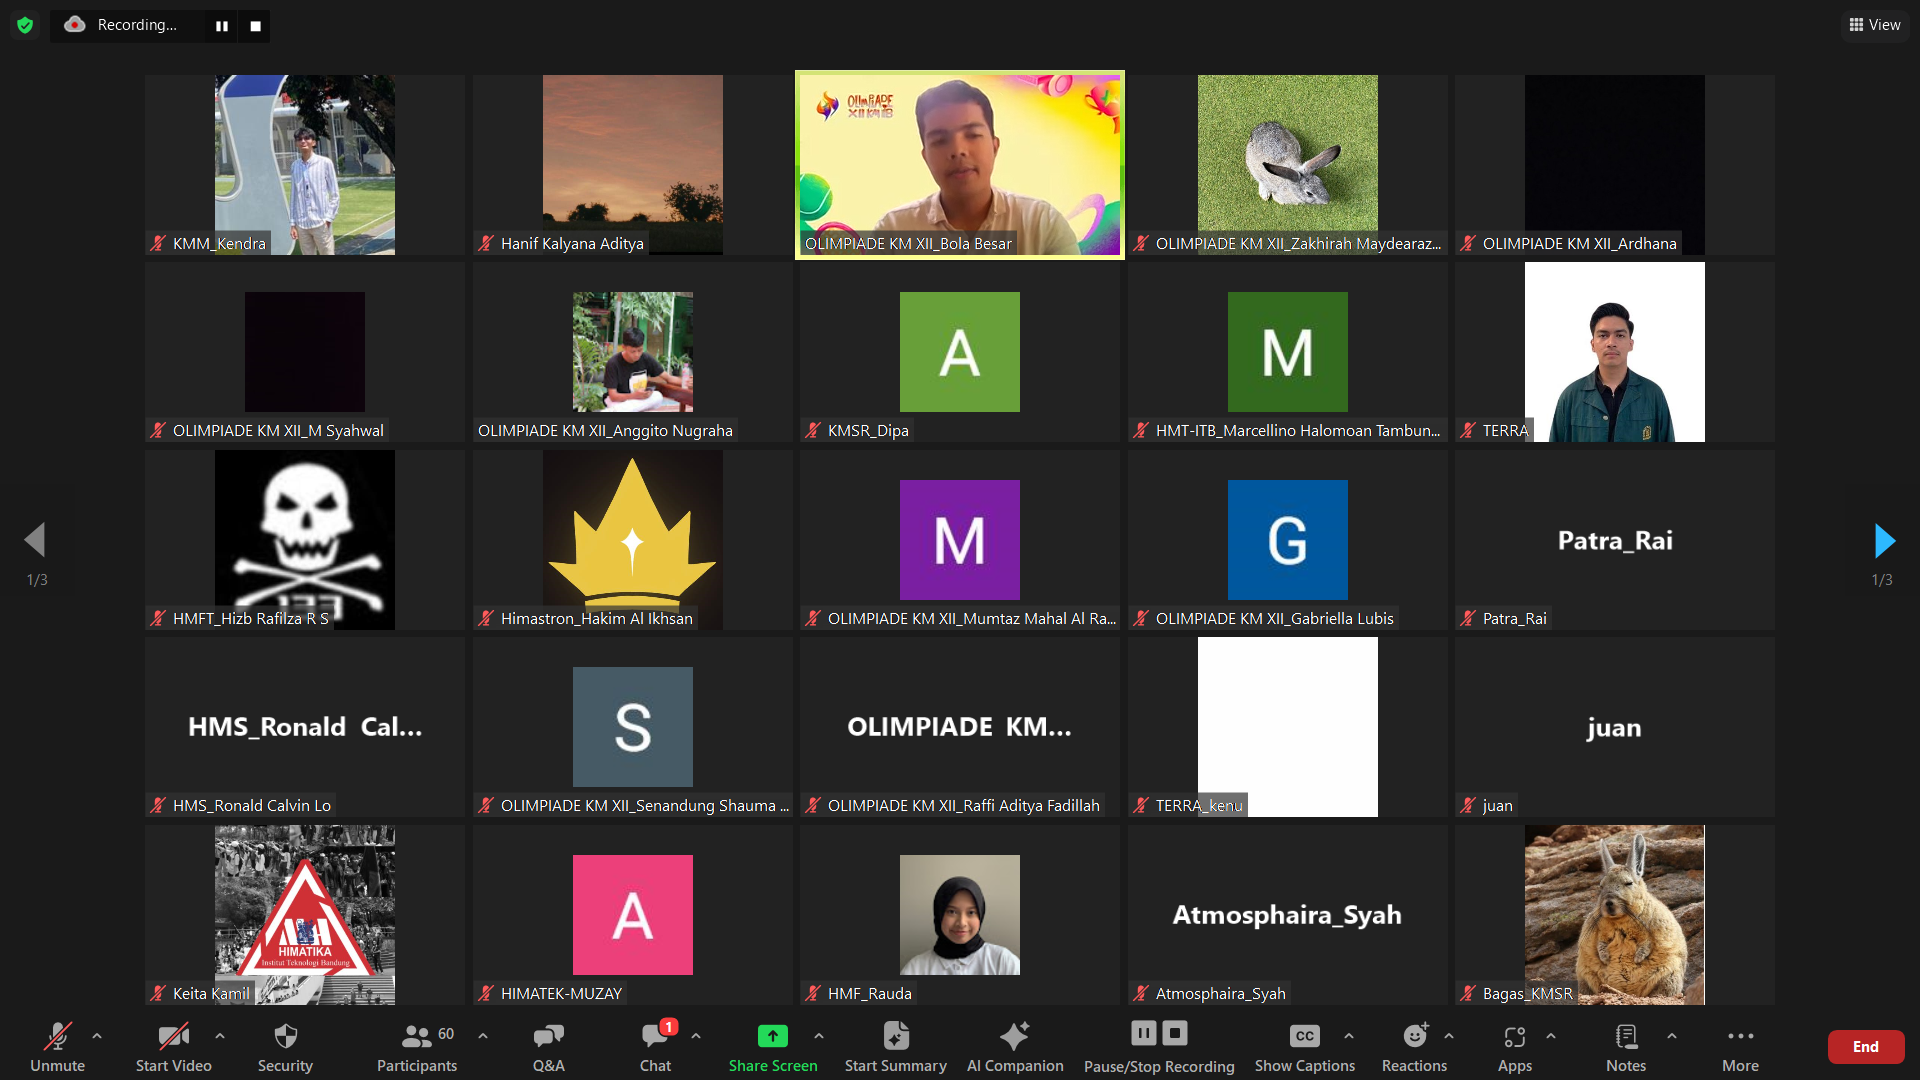 Recording...
View
KMM_Kendra
Hanif Kalyana Aditya
OLIMPIADE
XII KM ITB
OLIMPIADE KM XII_Bola Besar
OLIMPIADE KM XII_Zakhirah Maydearaz...
OLIMPIADE KM XII_Ardhana
OLIMPIADE KM XII_M Syahwal
OLIMPIADE KM XII_Anggito Nugraha
A
KMSR_Dipa
M
HMT-ITB_Marcellino Halomoan Tambun...
TERRA
133
HMFT_Hizb Rafilza R S
Himastron_Hakim Al Ikhsan
M
OLIMPIADE KM XII_Mumtaz Mahal Al Ra...
G
OLIMPIADE KM XII_Gabriella Lubis
Patra_Rai
Patra_Rai
1/3
1/3
HMS_Ronald Cal...
HMS_Ronald Calvin Lo
S
OLIMPIADE KM XII_Senandung Shauma ...
OLIMPIADE KM...
OLIMPIADE KM XII_Raffi Aditya Fadillah
TERRA_kenu
juan
juan
HIMATIKA
Institut Teknologi Bandung
Keita Kamil
A
HIMATEK-MUZAY
HMF_Rauda
Atmosphaira_Syah
Atmosphaira_Syah
Bagas_KMSR
Unmute
Start Video
Security
60
Participants
Q&A
1
Chat
Share Screen
Start Summary
AI Companion
Pause/Stop Recording
CC
Show Captions
Reactions
Apps
Notes
More
End